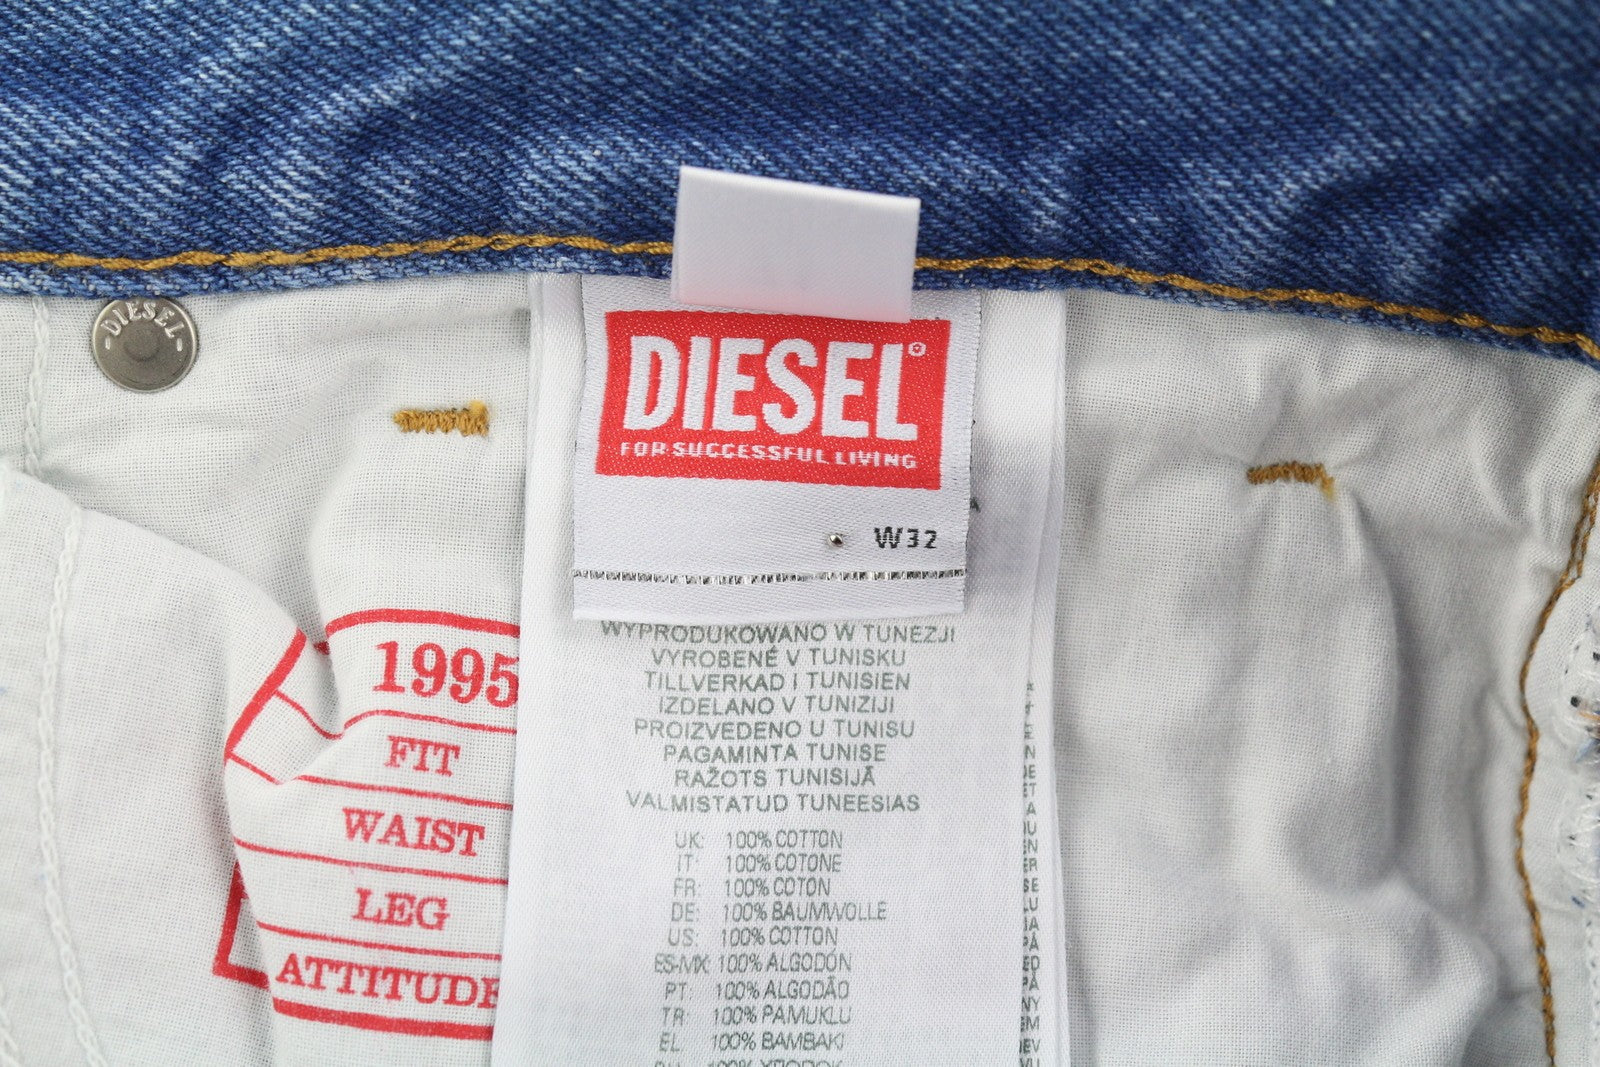 DIESEL
DIESEL
FOR SUCCESSFUL LIVING
W32
WYPRODUKOWANO W TUNEZJI
VYROBENÉ V TUNISKU
TILLVERKAD I TUNISIEN
IZDELANO V TUNIZIJI
PROIZVEDENO U TUNISU
PAGAMINTA TUNISE
RAŽOTS TUNISIJĀ
VALMISTATUD TUNEESIAS
UK: 100% COTTON
IT: 100% COTONE
FR: 100% COTON
DE: 100% BAUMWOLLE
US: 100% COTTON
ES-MX: 100% ALGODÓN
PT: 100% ALGODÃO
TR: 100% PAMUKLU
EL: 100% BAMBAKI
1995
FIT
WAIST
LEG
ATTITUDE